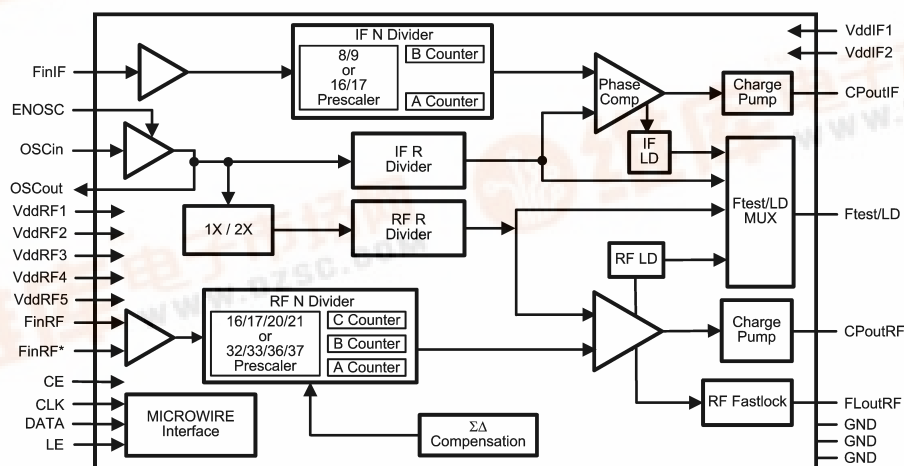 IF N Divider
8/9
or
16/17
Prescaler
B Counter
A Counter
VddIF1
VddIF2
FinIF
ENOSC
OSCin
OSCout
VddRF1
VddRF2
VddRF3
VddRF4
VddRF5
FinRF
FinRF*
CE
CLK
DATA
LE
Phase
Comp
Charge
Pump
CPoutIF
IF
LD
IF R
Divider
1X / 2X
RF R
Divider
Ftest/LD
MUX
Ftest/LD
RF LD
RF N Divider
16/17/20/21
or
32/33/36/37
Prescaler
C Counter
B Counter
A Counter
Charge
Pump
CPoutRF
MICROWIRE
Interface
ΣΔ
Compensation
RF Fastlock
FLoutRF
GND
GND
GND
www.dzsc.com